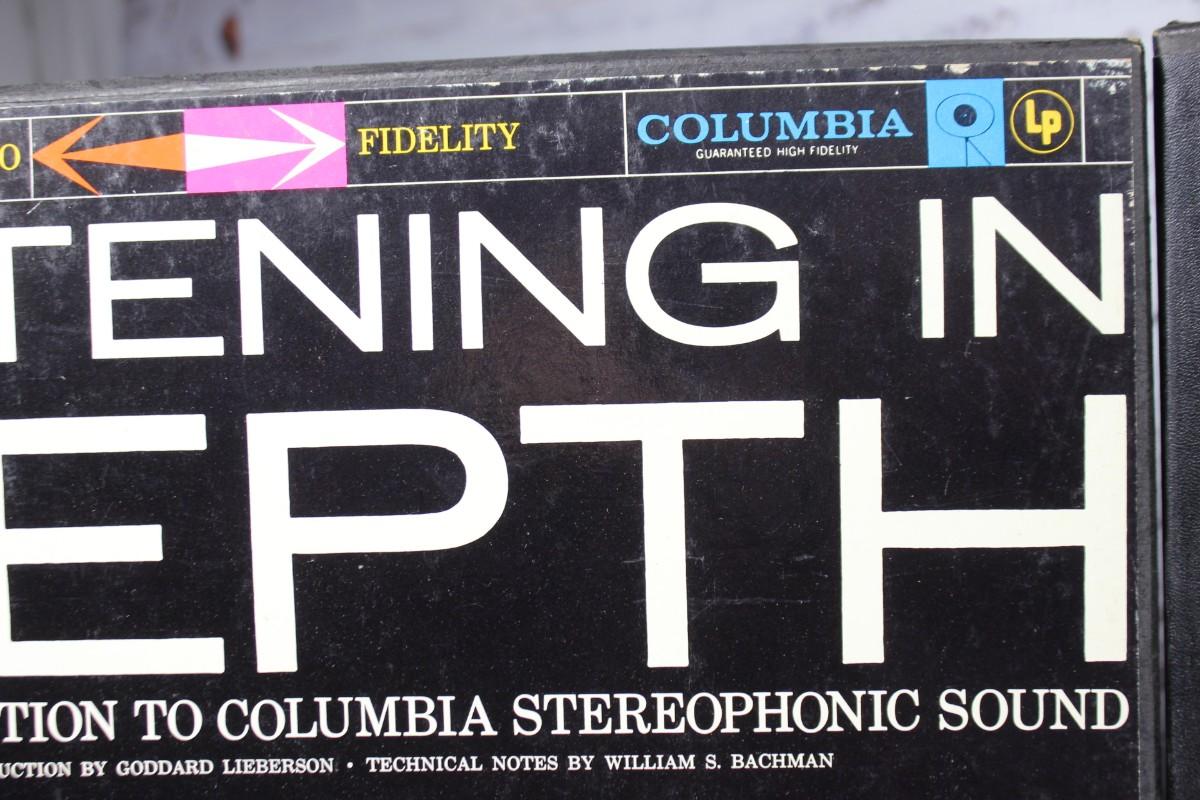 O FIDELITY COLUMBIA Lp
GUARANTEED HIGH FIDELITY
TENING IN
EPTH
TION TO COLUMBIA STEREOPHONIC SOUND
UCTION BY GODDARD LIEBERSON • TECHNICAL NOTES BY WILLIAM S. BACHMAN